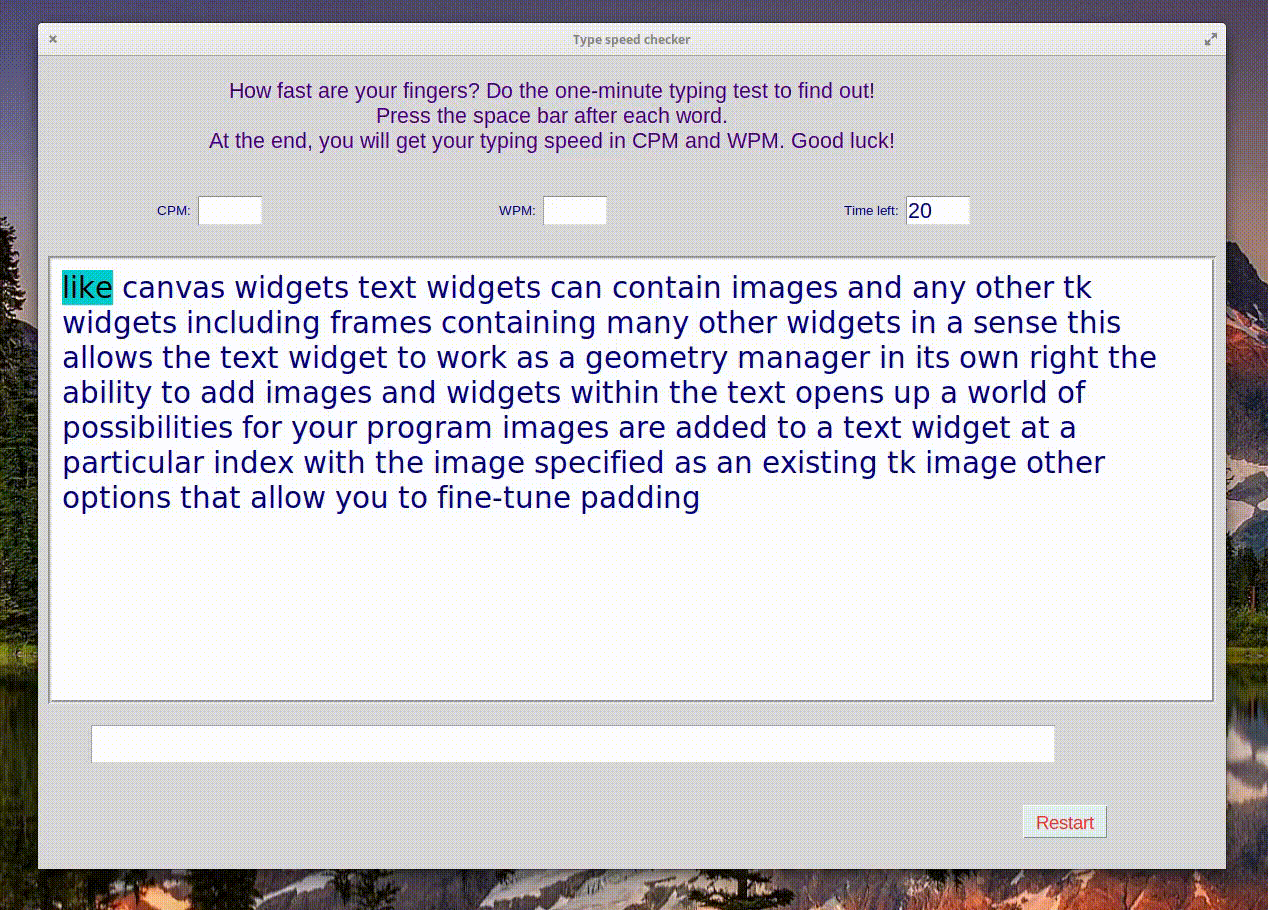 Type speed checker
How fast are your fingers? Do the one-minute typing test to find out!
Press the space bar after each word.
At the end, you will get your typing speed in CPM and WPM. Good luck!
CPM: WPM: Time left: 20
like canvas widgets text widgets can contain images and any other tk
widgets including frames containing many other widgets in a sense this
allows the text widget to work as a geometry manager in its own right the
ability to add images and widgets within the text opens up a world of
possibilities for your program images are added to a text widget at a
particular index with the image specified as an existing tk image other
options that allow you to fine-tune padding
Restart